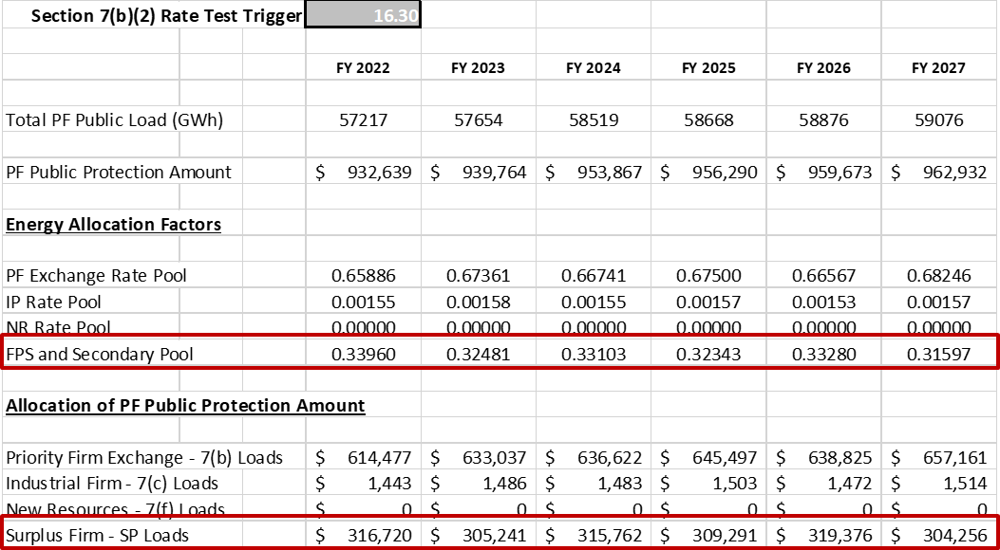 Section 7(b)(2) Rate Test Trigger 16.30
FY 2022 FY 2023 FY 2024 FY 2025 FY 2026 FY 2027
Total PF Public Load (GWh) 57217 57654 58519 58668 58876 59076
PF Public Protection Amount $ 932,639 $ 939,764 $ 953,867 $ 956,290 $ 959,673 $ 962,932
Energy Allocation Factors
PF Exchange Rate Pool 0.65886 0.67361 0.66741 0.67500 0.66567 0.68246
IP Rate Pool 0.00155 0.00158 0.00155 0.00157 0.00153 0.00157
NR Rate Pool 0.00000 0.00000 0.00000 0.00000 0.00000 0.00000
FPS and Secondary Pool 0.33960 0.32481 0.33103 0.32343 0.33280 0.31597
Allocation of PF Public Protection Amount
Priority Firm Exchange - 7(b) Loads $ 614,477 $ 633,037 $ 636,622 $ 645,497 $ 638,825 $ 657,161
Industrial Firm - 7(c) Loads $ 1,443 $ 1,486 $ 1,483 $ 1,503 $ 1,472 $ 1,514
New Resources - 7(f) Loads $ 0 $ 0 $ 0 $ 0 $ 0 $ 0
Surplus Firm - SP Loads $ 316,720 $ 305,241 $ 315,762 $ 309,291 $ 319,376 $ 304,256